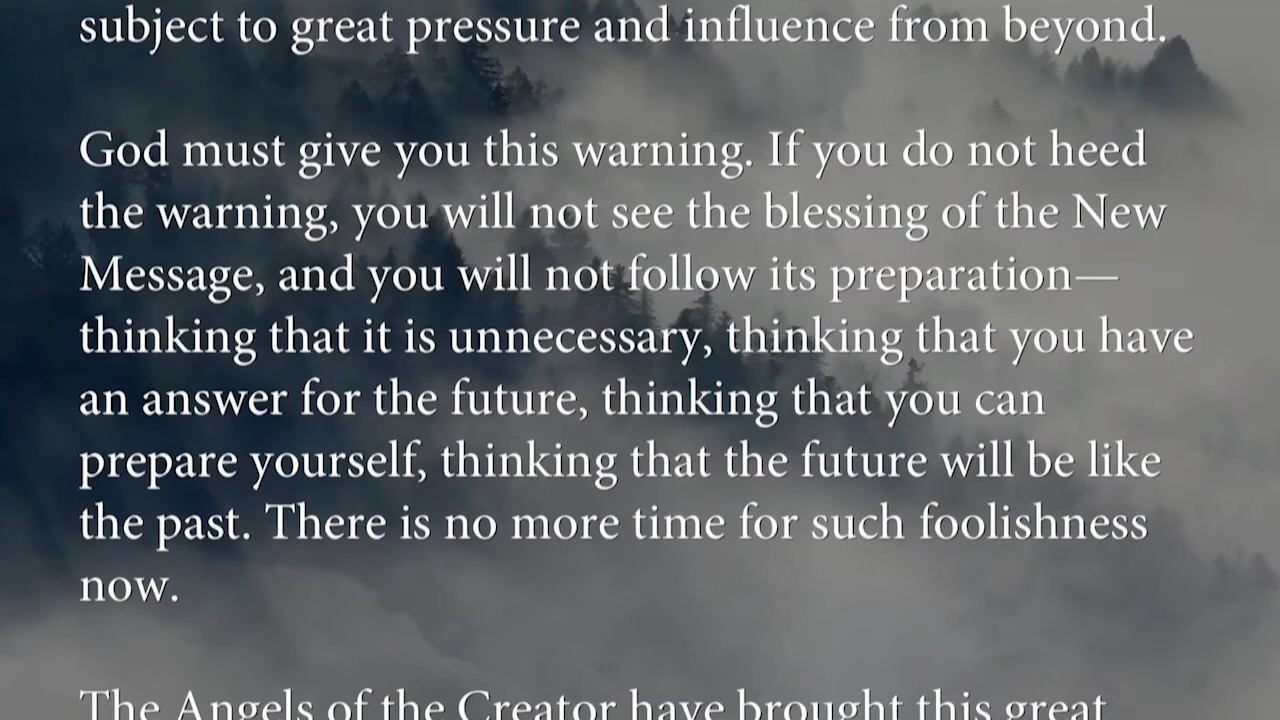 subject to great pressure and influence from beyond.
God must give you this warning. If you do not heed
the warning, you will not see the blessing of the New
Message, and you will not follow its preparation—
thinking that it is unnecessary, thinking that you have
an answer for the future, thinking that you can
prepare yourself, thinking that the future will be like
the past. There is no more time for such foolishness
now.
The Angels of the Creator have brought this great